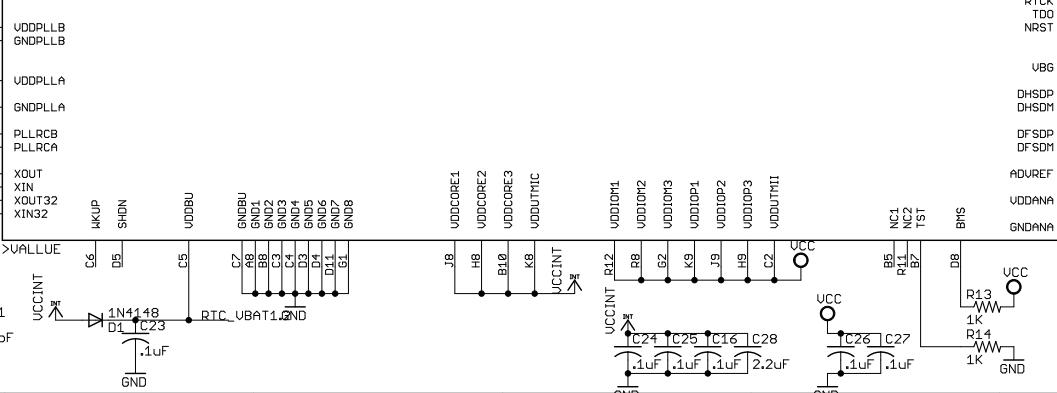 RTCK
TDO
VDDPLLB NRST
GNDPLLB
VBG
VDDPLLA
DHSDP
GNDPLLA DHSDM
PLLRCB DFSDP
PLLRCA DFSDM
XOUT ADVREF
XIN
XOUT32 VDDANA
XIN32
GNDANA
WKUP SHDN VDDBU GNDBU GND1 GND2 GND3 GND4 GND5 GND6 GND7 GND8 VDDCORE1 VDDCORE2 VDDCORE3 VDDUTMIC VDDIOM1 VDDIOM2 VDDIOM3 VDDIOP1 VDDIOP2 VDDIOP3 VDDUTMII NC1 NC2 TST BMS
>VALLUE
C6 D5 C5 C7 A8 B8 C3 C4 D3 D4 D11 G1 J8 H8 B10 K8 R12 R8 G2 K9 J9 H9 C2 B5 R11 B7 D8
VCC
VCCINT INT
VCC
VCCINT INT
1N4148
D1
RTC_VBAT1.2
GND
C23
.1uF
GND
VCCINT INT
C24 C25 C16 C28
.1uF .1uF .1uF 2.2uF
GND
VCC
C26 C27
.1uF .1uF
GND
R13
1K
R14
1K
GND